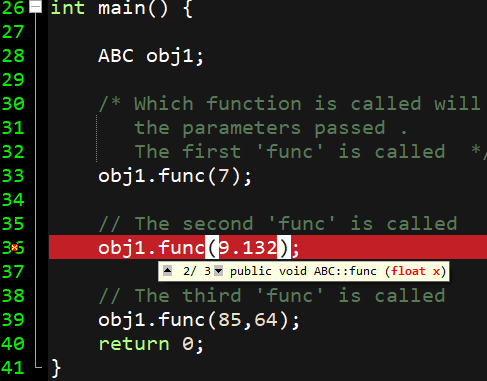 26 int main() {
27
28 ABC obj1;
29
30 /* Which function is called will
31 the parameters passed .
32 The first 'func' is called */
33 obj1.func(7);
34
35 // The second 'func' is called
36 obj1.func(9.132);
2/ 3 public void ABC::func (float x)
37
38 // The third 'func' is called
39 obj1.func(85,64);
40 return 0;
41 }